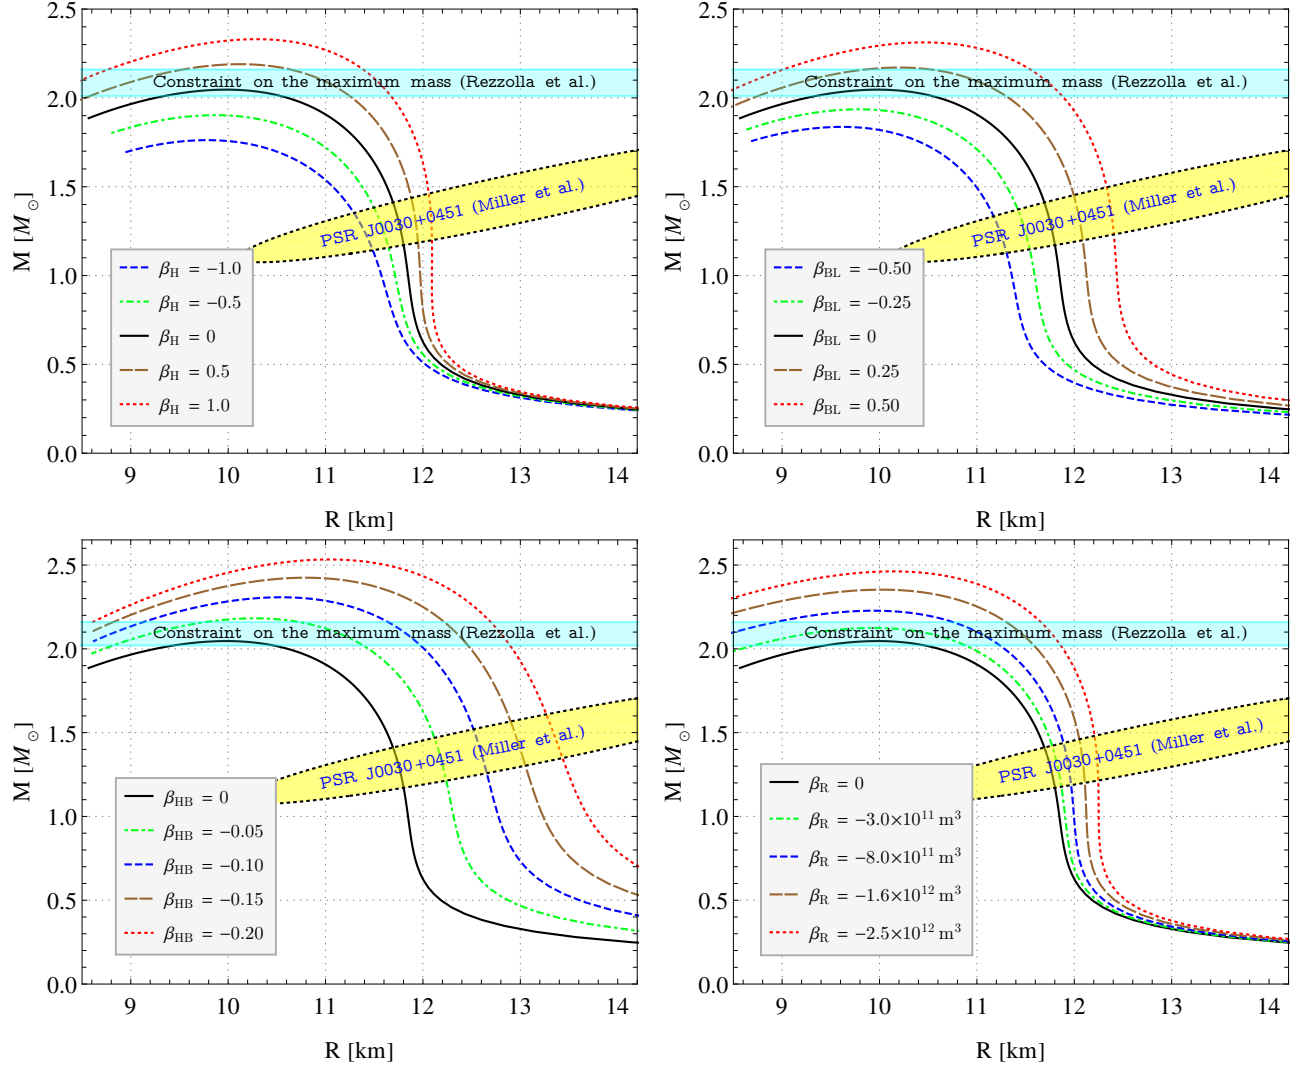 2.5
2.0
1.5
1.0
0.5
0.0
M [M⊙]
Constraint on the maximum mass (Rezzolla et al.)
PSR J0030+0451 (Miller et al.)
βH = −1.0
βH = −0.5
βH = 0
βH = 0.5
βH = 1.0
9 10 11 12 13 14
R [km]
2.5
2.0
1.5
1.0
0.5
0.0
M [M⊙]
Constraint on the maximum mass (Rezzolla et al.)
PSR J0030+0451 (Miller et al.)
βBL = −0.50
βBL = −0.25
βBL = 0
βBL = 0.25
βBL = 0.50
9 10 11 12 13 14
R [km]
2.5
2.0
1.5
1.0
0.5
0.0
M [M⊙]
Constraint on the maximum mass (Rezzolla et al.)
PSR J0030+0451 (Miller et al.)
βHB = 0
βHB = −0.05
βHB = −0.10
βHB = −0.15
βHB = −0.20
9 10 11 12 13 14
R [km]
2.5
2.0
1.5
1.0
0.5
0.0
M [M⊙]
Constraint on the maximum mass (Rezzolla et al.)
PSR J0030+0451 (Miller et al.)
βR = 0
βR = −3.0×10¹¹ m³
βR = −8.0×10¹¹ m³
βR = −1.6×10¹² m³
βR = −2.5×10¹² m³
9 10 11 12 13 14
R [km]